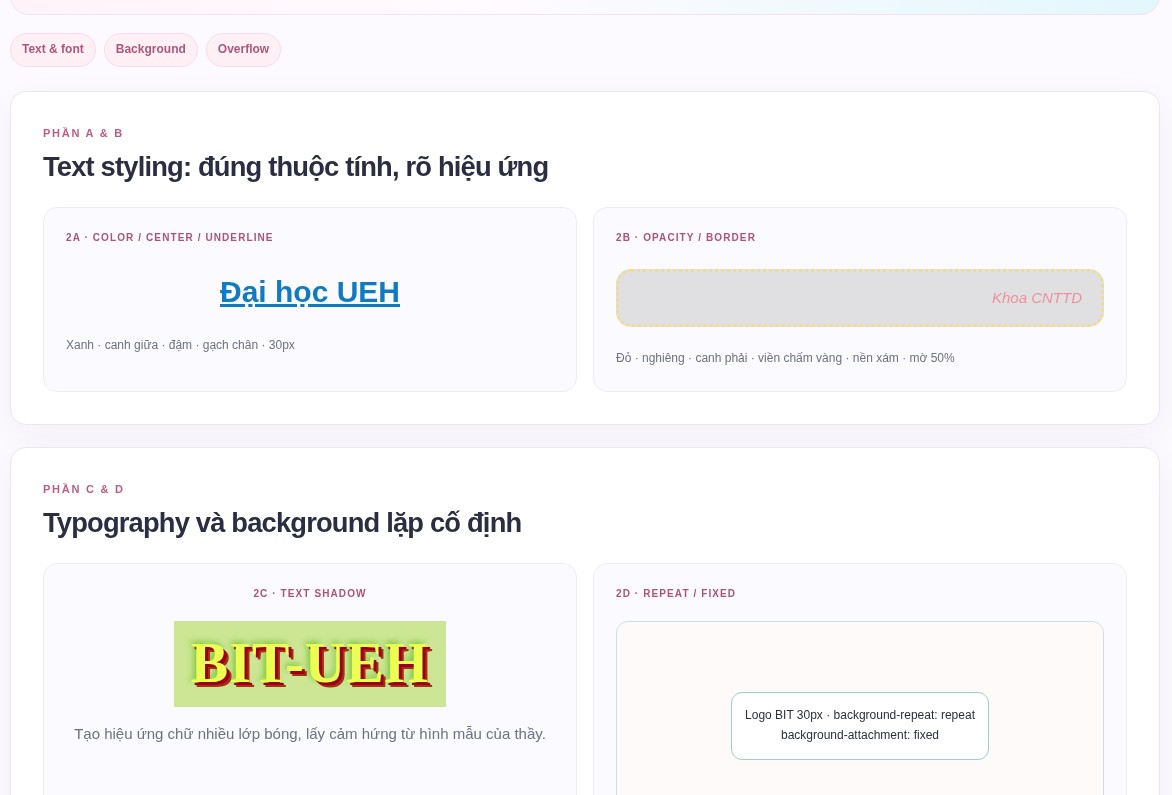 Text & font
Background
Overflow
PHẦN A & B
Text styling: đúng thuộc tính, rõ hiệu ứng
2A · COLOR / CENTER / UNDERLINE
Đại học UEH
Xanh · canh giữa · đậm · gạch chân · 30px
2B · OPACITY / BORDER
Khoa CNTTD
Đỏ · nghiêng · canh phải · viền chấm vàng · nền xám · mờ 50%
PHẦN C & D
Typography và background lặp cố định
2C · TEXT SHADOW
BIT-UEH
Tạo hiệu ứng chữ nhiều lớp bóng, lấy cảm hứng từ hình mẫu của thầy.
2D · REPEAT / FIXED
Logo BIT 30px · background-repeat: repeat
background-attachment: fixed